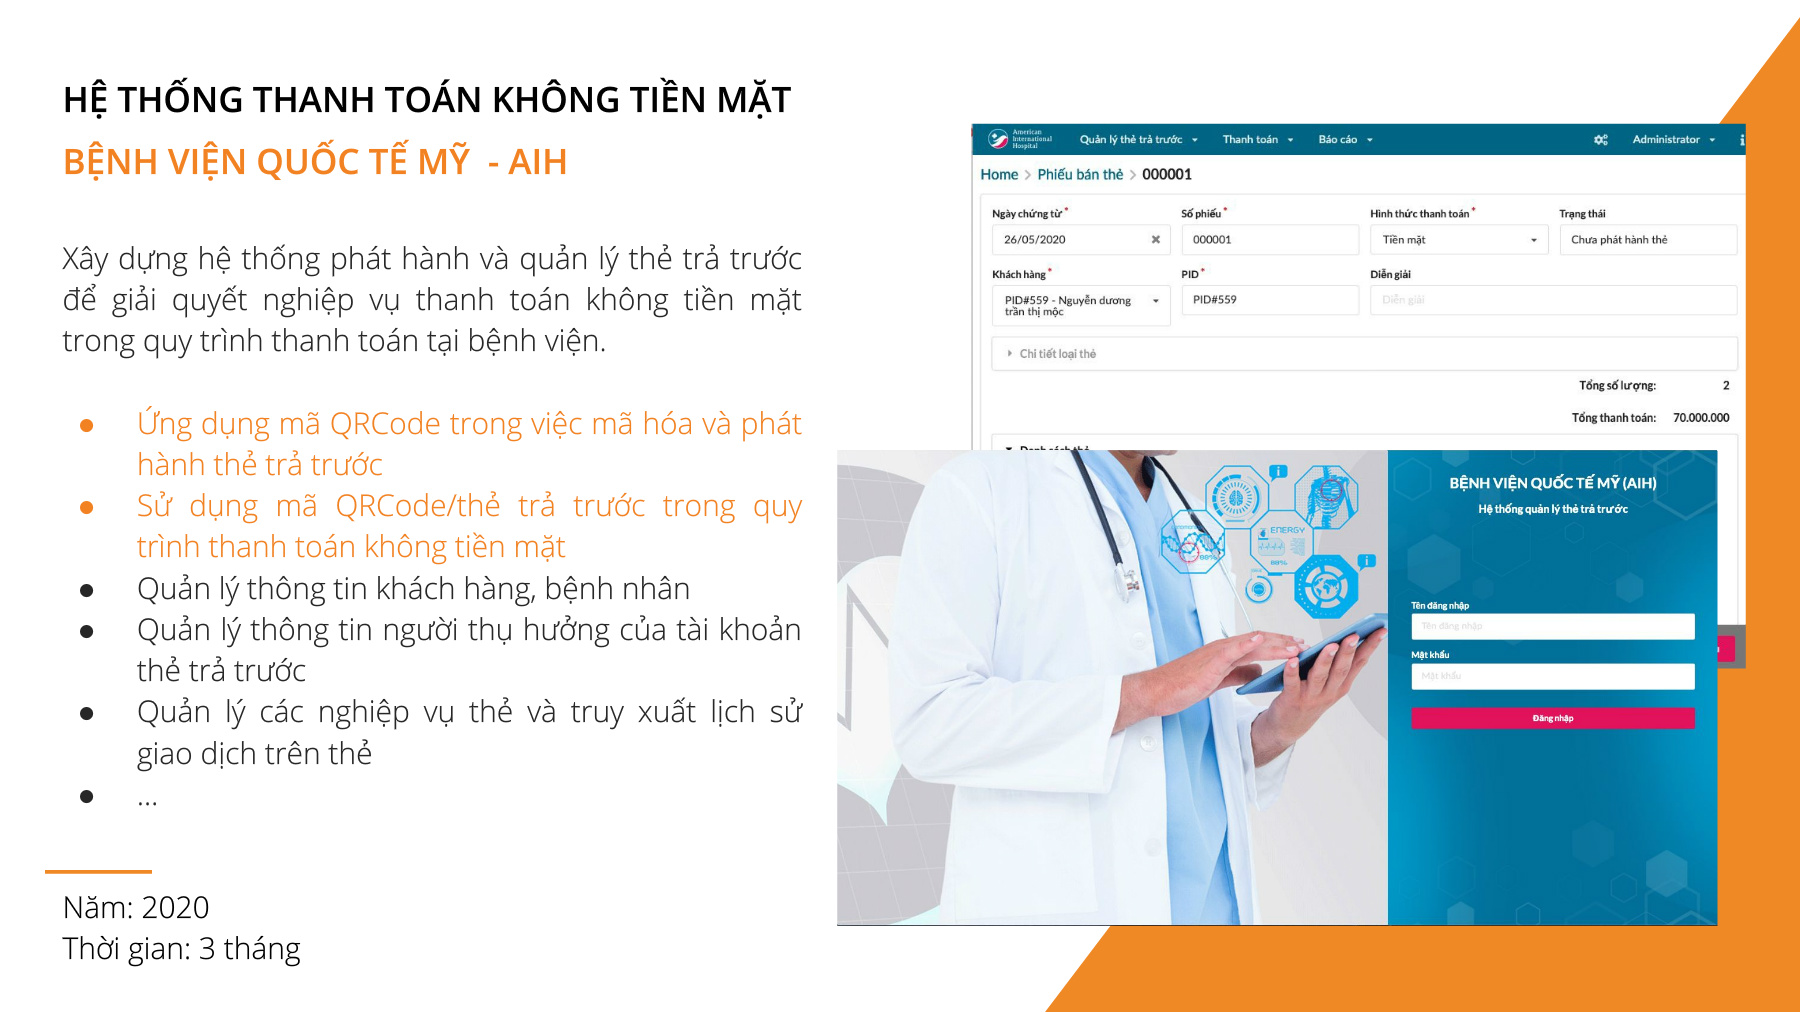 HỆ THỐNG THANH TOÁN KHÔNG TIỀN MẶT
BỆNH VIỆN QUỐC TẾ MỸ - AIH
Xây dựng hệ thống phát hành và quản lý thẻ trả trước
để giải quyết nghiệp vụ thanh toán không tiền mặt
trong quy trình thanh toán tại bệnh viện.
● Ứng dụng mã QRCode trong việc mã hóa và phát
hành thẻ trả trước
● Sử dụng mã QRCode/thẻ trả trước trong quy
trình thanh toán không tiền mặt
● Quản lý thông tin khách hàng, bệnh nhân
● Quản lý thông tin người thụ hưởng của tài khoản
thẻ trả trước
● Quản lý các nghiệp vụ thẻ và truy xuất lịch sử
giao dịch trên thẻ
● ...
Năm: 2020
Thời gian: 3 tháng
American
International
Hospital
Quản lý thẻ trả trước Thanh toán Báo cáo Administrator
Home > Phiếu bán thẻ > 000001
Ngày chứng từ * Số phiếu * Hình thức thanh toán * Trạng thái
26/05/2020 000001 Tiền mặt Chưa phát hành thẻ
Khách hàng * PID * Diễn giải
PID#559 - Nguyễn dương
trần thị mộc
PID#559 Diễn giải
Chi tiết loại thẻ
Tổng số lượng: 2
Tổng thanh toán: 70.000.000
Danh sách thẻ
ENERGY
88%
88%
BỆNH VIỆN QUỐC TẾ MỸ (AIH)
Hệ thống quản lý thẻ trả trước
Tên đăng nhập
Tên đăng nhập
Mật khẩu
Mật khẩu
Đăng nhập